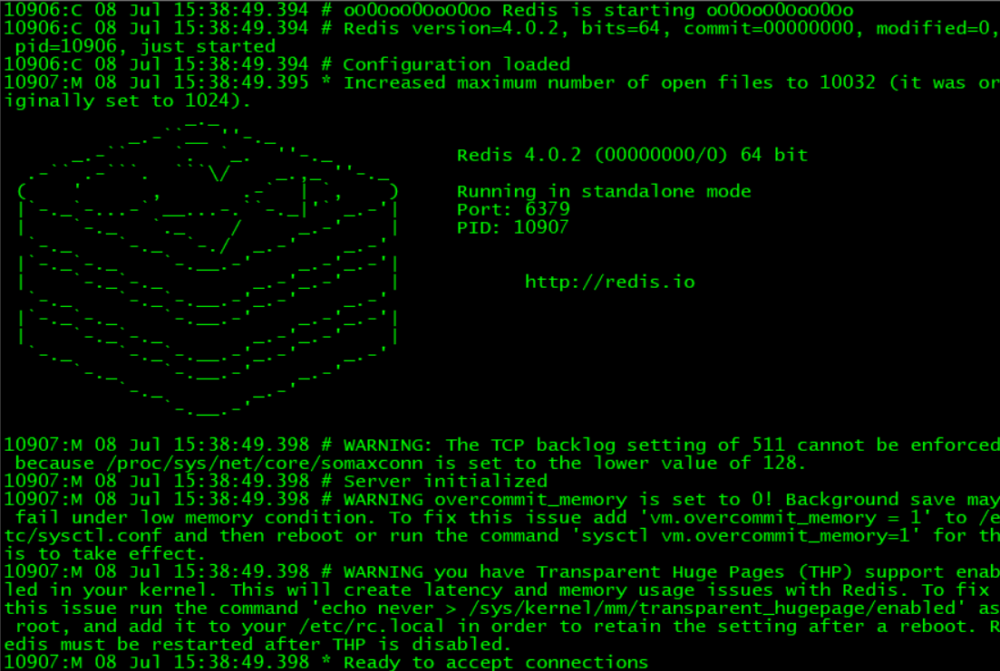 10906:C 08 Jul 15:38:49.394 # oO0OoO0OoO0Oo Redis is starting oO0OoO0OoO0Oo
10906:C 08 Jul 15:38:49.394 # Redis version=4.0.2, bits=64, commit=00000000, modified=0,
pid=10906, just started
10906:C 08 Jul 15:38:49.394 # Configuration loaded
10907:M 08 Jul 15:38:49.395 * Increased maximum number of open files to 10032 (it was or
iginally set to 1024).
Redis 4.0.2 (00000000/0) 64 bit
Running in standalone mode
Port: 6379
PID: 10907
http://redis.io
10907:M 08 Jul 15:38:49.398 # WARNING: The TCP backlog setting of 511 cannot be enforced
because /proc/sys/net/core/somaxconn is set to the lower value of 128.
10907:M 08 Jul 15:38:49.398 # Server initialized
10907:M 08 Jul 15:38:49.398 # WARNING overcommit_memory is set to 0! Background save may
fail under low memory condition. To fix this issue add 'vm.overcommit_memory = 1' to /e
tc/sysctl.conf and then reboot or run the command 'sysctl vm.overcommit_memory=1' for th
is to take effect.
10907:M 08 Jul 15:38:49.398 # WARNING you have Transparent Huge Pages (THP) support enab
led in your kernel. This will create latency and memory usage issues with Redis. To fix
this issue run the command 'echo never > /sys/kernel/mm/transparent_hugepage/enabled' as
root, and add it to your /etc/rc.local in order to retain the setting after a reboot. R
edis must be restarted after THP is disabled.
10907:M 08 Jul 15:38:49.398 * Ready to accept connections